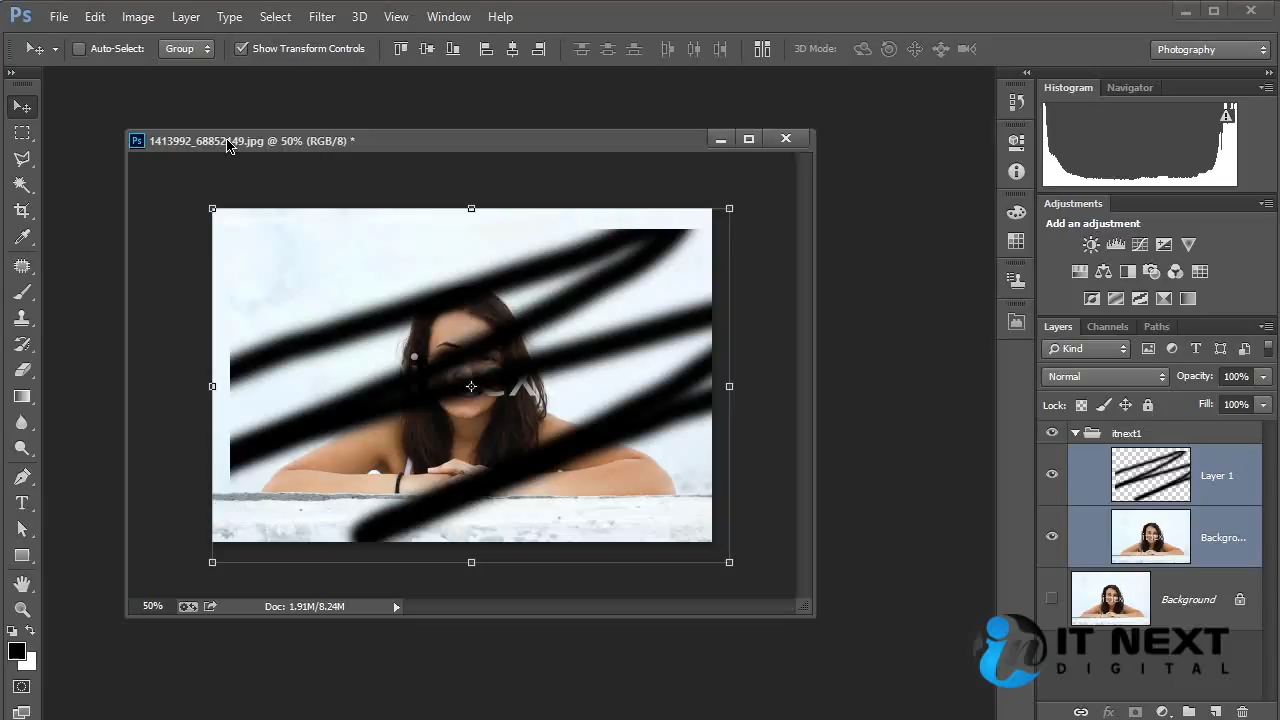 Ps File Edit Image Layer Type Select Filter 3D View Window Help
Auto-Select: Group Show Transform Controls 3D Mode: Photography
Histogram Navigator
Ps 1413992_68852449.jpg @ 50% (RGB/8) *
Adjustments
Add an adjustment
Layers Channels Paths
Kind
Normal Opacity: 100%
Lock: Fill: 100%
itnext1
Layer 1
Backgro...
Background
50% Doc: 1.91M/8.24M
IT NEXT
DIGITAL